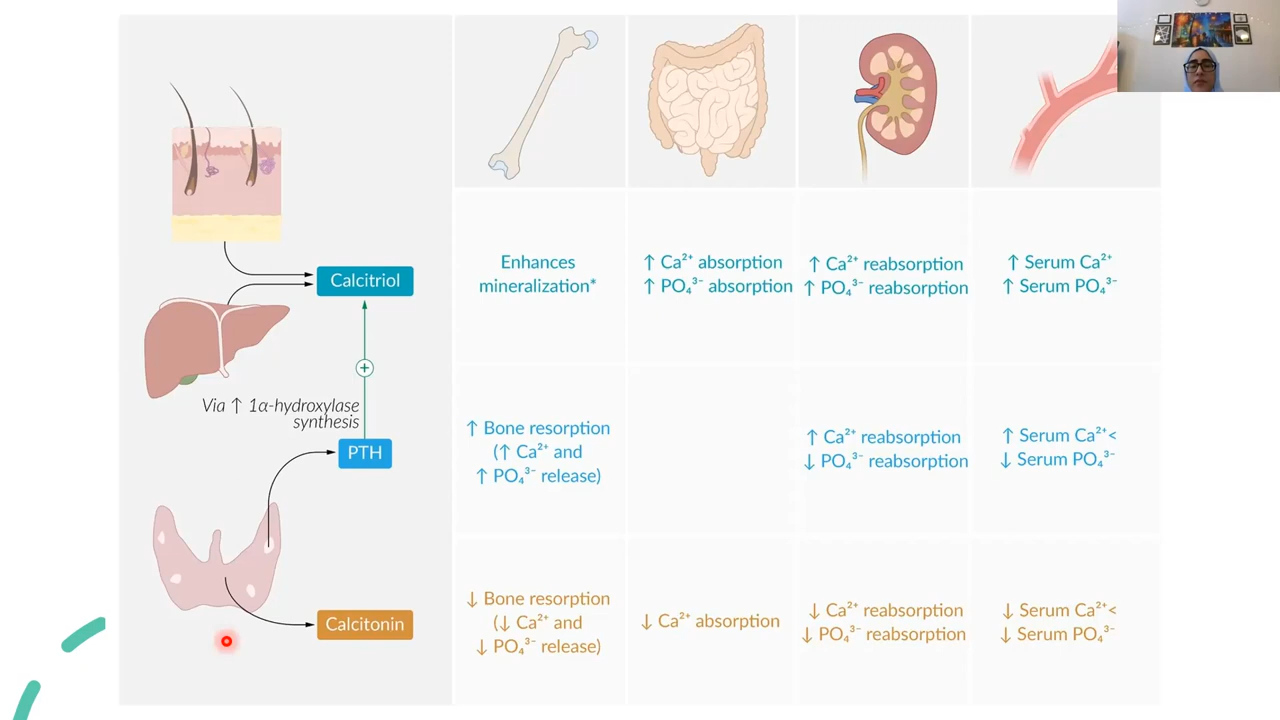 Calcitriol
Via ↑ 1α-hydroxylase
synthesis
PTH
Calcitonin
Enhances
mineralization*
↑ Ca²⁺ absorption
↑ PO₄³⁻ absorption
↑ Ca²⁺ reabsorption
↑ PO₄³⁻ reabsorption
↑ Serum Ca²⁺
↑ Serum PO₄³⁻
↑ Bone resorption
(↑ Ca²⁺ and
↑ PO₄³⁻ release)
↑ Ca²⁺ reabsorption
↓ PO₄³⁻ reabsorption
↑ Serum Ca²⁺<
↓ Serum PO₄³⁻
↓ Bone resorption
(↓ Ca²⁺ and
↓ PO₄³⁻ release)
↓ Ca²⁺ absorption
↓ Ca²⁺ reabsorption
↓ PO₄³⁻ reabsorption
↓ Serum Ca²⁺<
↓ Serum PO₄³⁻